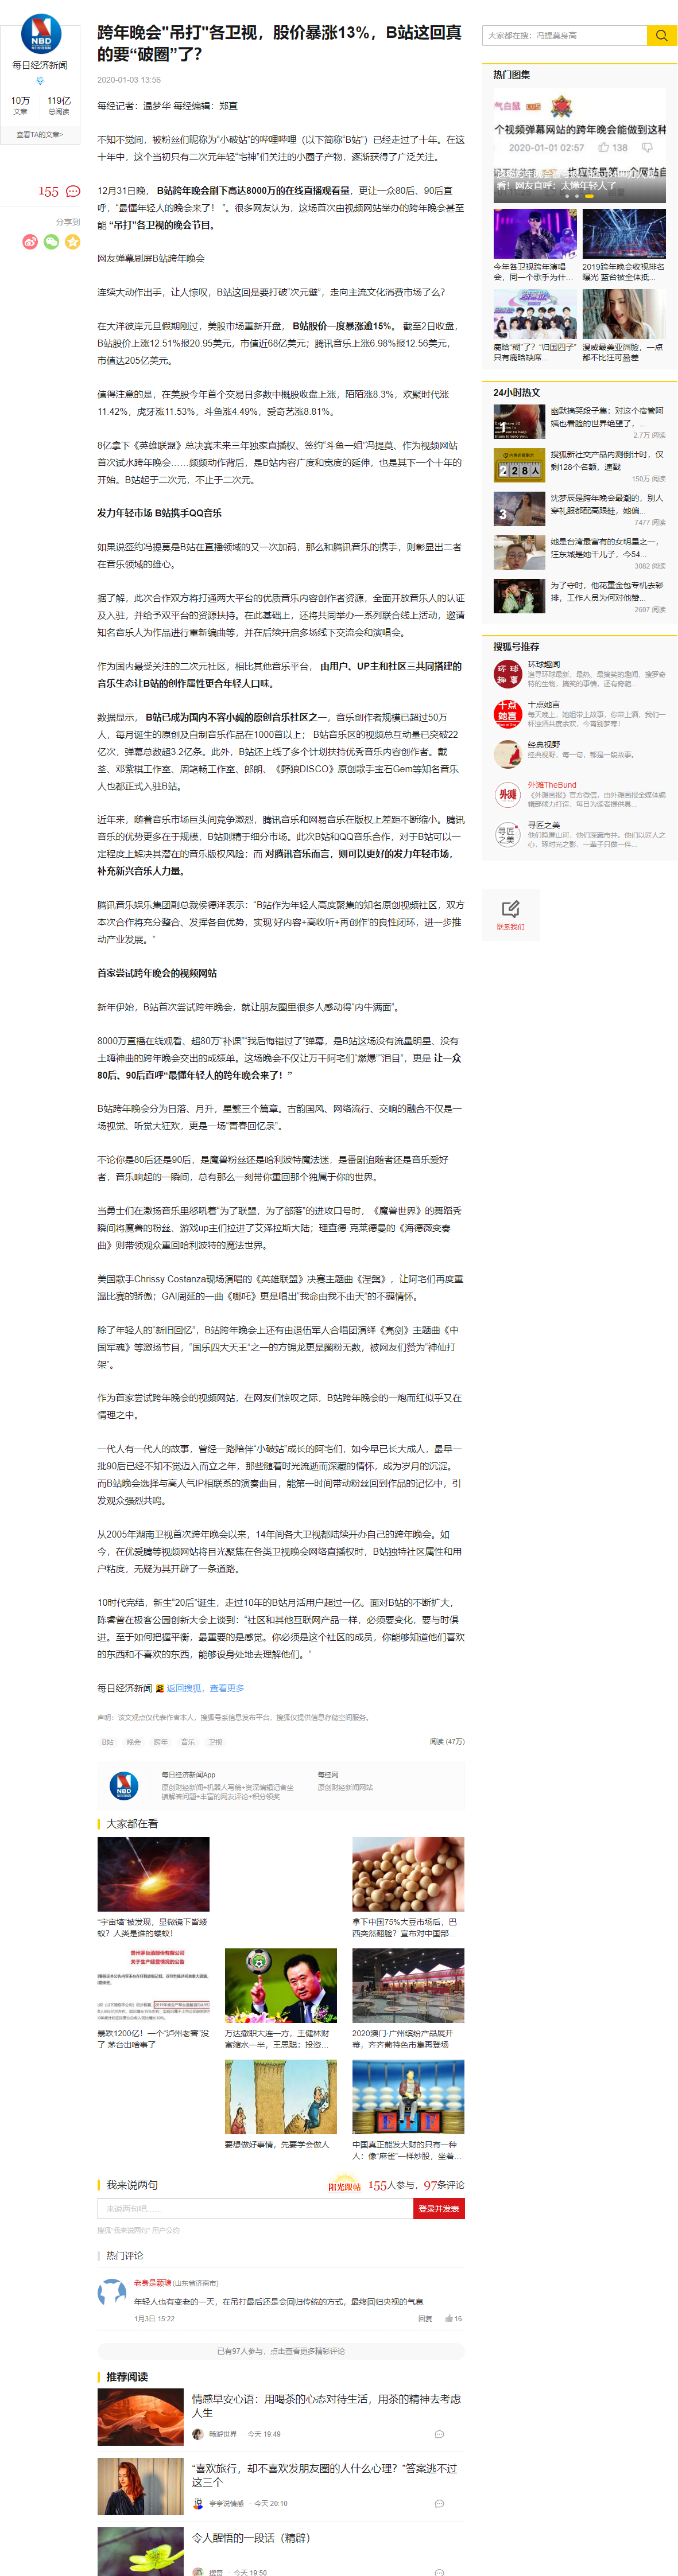 每日经济新闻
10万
文章
119亿
总阅读
查看TA的文章>
155
分享到
跨年晚会"吊打"各卫视，股价暴涨13%，B站这回真
的要“破圈”了？
2020-01-03 13:56
每经记者：温梦华 每经编辑：郑直
不知不觉间，被粉丝们昵称为“小破站”的哔哩哔哩（以下简称“B站”）已经走过了十年。在这
十年中，这个当初只有二次元年轻“宅神”们关注的小圈子产物，逐渐获得了广泛关注。
12月31日晚， B站跨年晚会刷下高达8000万的在线直播观看量，更让一众80后、90后直
呼，“最懂年轻人的晚会来了！ ”。很多网友认为，这场首次由视频网站举办的跨年晚会甚至
能 “吊打”各卫视的晚会节目。
网友弹幕刷屏B站跨年晚会
连续大动作出手，让人惊叹，B站这回是要打破“次元壁”，走向主流文化消费市场了么？
在大洋彼岸元旦假期刚过，美股市场重新开盘， B站股价一度暴涨逾15%。 截至2日收盘，
B站股价上涨12.51%报20.95美元，市值近68亿美元；腾讯音乐上涨6.98%报12.56美元，
市值达205亿美元。
值得注意的是，在美股今年首个交易日多数中概股收盘上涨，陌陌涨8.3%，欢聚时代涨
11.42%，虎牙涨11.53%，斗鱼涨4.49%，爱奇艺涨8.81%。
8亿拿下《英雄联盟》总决赛未来三年独家直播权、签约“斗鱼一姐”冯提莫、作为视频网站
首次试水跨年晚会……频频动作背后，是B站内容广度和宽度的延伸，也是其下一个十年的
开始。B站起于二次元，不止于二次元。
发力年轻市场 B站携手QQ音乐
如果说签约冯提莫是B站在直播领域的又一次加码，那么和腾讯音乐的携手，则彰显出二者
在音乐领域的雄心。
据了解，此次合作双方将打通两大平台的优质音乐内容创作者资源，全面开放音乐人的认证
及入驻，并给予双平台的资源扶持。在此基础上，还将共同举办一系列联合线上活动，邀请
知名音乐人为作品进行重新编曲等，并在后续开启多场线下交流会和演唱会。
作为国内最受关注的二次元社区，相比其他音乐平台， 由用户、UP主和社区三共同搭建的
音乐生态让B站的创作属性更合年轻人口味。
数据显示， B站已成为国内不容小觑的原创音乐社区之一，音乐创作者规模已超过50万
人，每月诞生的原创及自制音乐作品在1000首以上； B站音乐区的视频总互动量已突破22
亿次，弹幕总数超3.2亿条。此外，B站还上线了多个计划扶持优秀音乐内容创作者。戴
荃、邓紫棋工作室、周笔畅工作室、郎朗、《野狼DISCO》原创歌手宝石Gem等知名音乐
人也都正式入驻B站。
近年来，随着音乐市场巨头间竞争激烈，腾讯音乐和网易音乐在版权上差距不断缩小。腾讯
音乐的优势更多在于规模，B站则精于细分市场。此次B站和QQ音乐合作，对于B站可以一
定程度上解决其潜在的音乐版权风险；而 对腾讯音乐而言，则可以更好的发力年轻市场，
补充新兴音乐人力量。
腾讯音乐娱乐集团副总裁侯德洋表示：“B站作为年轻人高度聚集的知名原创视频社区，双方
本次合作将充分整合、发挥各自优势，实现‘好内容+高收听+再创作’的良性闭环，进一步推
动产业发展。”
首家尝试跨年晚会的视频网站
新年伊始，B站首次尝试跨年晚会，就让朋友圈里很多人感动得“内牛满面”。
8000万直播在线观看、超80万“补课”“我后悔错过了”弹幕，是B站这场没有流量明星、没有
土嗨神曲的跨年晚会交出的成绩单。这场晚会不仅让万千阿宅们“燃爆”“泪目”，更是 让一众
80后、90后直呼“最懂年轻人的跨年晚会来了！”
B站跨年晚会分为日落、月升，星繁三个篇章。古韵国风、网络流行、交响的融合不仅是一
场视觉、听觉大狂欢，更是一场“青春回忆录”。
不论你是80后还是90后，是魔兽粉丝还是哈利波特魔法迷，是番剧追随者还是音乐爱好
者，音乐响起的一瞬间，总有那么一刻带你重回那个独属于你的世界。
当勇士们在激扬音乐里怒吼着“为了联盟，为了部落”的进攻口号时，《魔兽世界》的舞蹈秀
瞬间将魔兽的粉丝、游戏up主们拉进了艾泽拉斯大陆；理查德·克莱德曼的《海德薇变奏
曲》则带领观众重回哈利波特的魔法世界。
美国歌手Chrissy Costanza现场演唱的《英雄联盟》决赛主题曲《涅槃》，让阿宅们再度重
温比赛的骄傲；GAI周延的一曲《哪吒》更是唱出“我命由我不由天”的不羁情怀。
除了年轻人的“新旧回忆”，B站跨年晚会上还有由退伍军人合唱团演绎《亮剑》主题曲《中
国军魂》等激扬节目，“国乐四大天王”之一的方锦龙更是圈粉无数，被网友们赞为“神仙打
架”。
作为首家尝试跨年晚会的视频网站，在网友们惊叹之际，B站跨年晚会的一炮而红似乎又在
情理之中。
一代人有一代人的故事，曾经一路陪伴“小破站”成长的阿宅们，如今早已长大成人，最早一
批90后已经不知不觉迈入而立之年，那些随着时光流逝而深藏的情怀，成为岁月的沉淀。
而B站晚会选择与高人气IP相联系的演奏曲目，能第一时间带动粉丝回到作品的记忆中，引
发观众强烈共鸣。
从2005年湖南卫视首次跨年晚会以来，14年间各大卫视都陆续开办自己的跨年晚会。如
今，在优爱腾等视频网站将目光聚焦在各类卫视晚会网络直播权时，B站独特社区属性和用
户粘度，无疑为其开辟了一条道路。
10时代完结，新生“20后”诞生，走过10年的B站月活用户超过一亿。面对B站的不断扩大，
陈睿曾在极客公园创新大会上谈到：“社区和其他互联网产品一样，必须要变化，要与时俱
进。至于如何把握平衡，最重要的是感觉。你必须是这个社区的成员，你能够知道他们喜欢
的东西和不喜欢的东西，能够设身处地去理解他们。”
每日经济新闻 返回搜狐，查看更多
声明：该文观点仅代表作者本人，搜狐号系信息发布平台，搜狐仅提供信息存储空间服务。
B站 晚会 跨年 音乐 卫视
阅读 (47万)
每日经济新闻App
原创财经新闻+机器人写稿+资深编辑记者坐
镇解答问题+丰富的网友评论+积分领奖
每经网
原创财经新闻网站
大家都在看
“宇宙墙”被发现，显微镜下皆蝼
蚁？人类是谁的蝼蚁！
拿下中国75%大豆市场后，巴
西突然翻脸？宣布对中国部...
暴跌1200亿！一个“泸州老窖”没
了 茅台出啥事了
万达撤职大连一方，王健林财
富缩水一半，王思聪：投资...
2020澳门·广州缤纷产品展开
幕，齐齐葡特色市集再登场
要想做好事情，先要学会做人
中国真正能发大财的只有一种
人：像“麻雀”一样炒股，坐着...
我来说两句
阳光跟帖
155人参与，97条评论
来说两句吧......
登录并发表
搜狐“我来说两句” 用户公约
热门评论
老身是颖瑾(山东省济南市)
年轻人也有变老的一天，在吊打最后还是会回归传统的方式，最终回归央视的气息
1月3日 15:22
回复
16
已有97人参与，点击查看更多精彩评论
推荐阅读
情感早安心语：用喝茶的心态对待生活，用茶的精神去考虑
人生
畅游世界 · 今天 19:49
“喜欢旅行，却不喜欢发朋友圈的人什么心理？”答案逃不过
这三个
亭亭说情感 · 今天 20:10
令人醒悟的一段话（精辟）
搜奇 · 今天 19:50
大家都在搜：冯提莫身高
热门图集
气白鼠
个视频弹幕网站的跨年晚会能做到这种
2020-01-01 02:57
138
看！网友直呼：太懂年轻人了
今年各卫视跨年演唱
会，同一个歌手为什...
2019跨年晚会收视排名
曝光 蓝台被全体抵...
鹿晗“糊”了？“归国四子”
只有鹿晗缺席...
漫威最美亚洲脸，一点
都不比汪可盈差
24小时热文
1
幽默搞笑段子集：对这个宿管阿
姨也看脸的世界绝望了，...
2.7万 阅读
2
搜狐新社交产品内测倒计时，仅
剩128个名额，速戳
150万 阅读
3
沈梦辰是跨年晚会最潮的，别人
穿礼服都配高跟鞋，她偏...
7477 阅读
她是台湾最富有的女明星之一，
汪东城是她干儿子，今54...
3082 阅读
为了守时，他花重金包专机去彩
排，工作人员为何对他赞...
2697 阅读
搜狐号推荐
环球趣闻
追寻环球最新、最热、最搞笑的趣闻，搜罗奇
特的生物，搞笑的事情，还有奇葩...
十点她言
每天晚上，她姐带上故事，你带上酒，我们一
杯浊酒共度余欢，今宵别梦寒！
经典视野
经典视野，每一句，都是一段故事。
外滩TheBund
《外滩画报》官方微信，由外滩画报全媒体编
辑部倾力打造，每日为读者提供具...
寻匠之美
他们隐匿山河，他们深藏市井。他们以匠人之
心，琢时光之影，一辈子只做一件...
联系我们